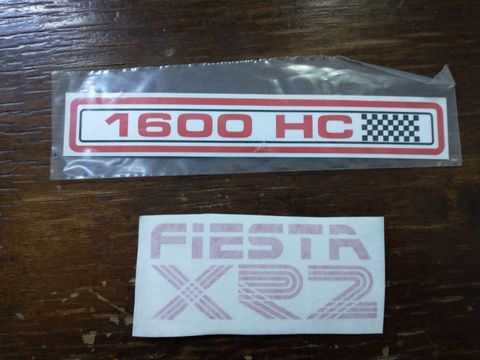 1600 HC
FIESTA
XR2